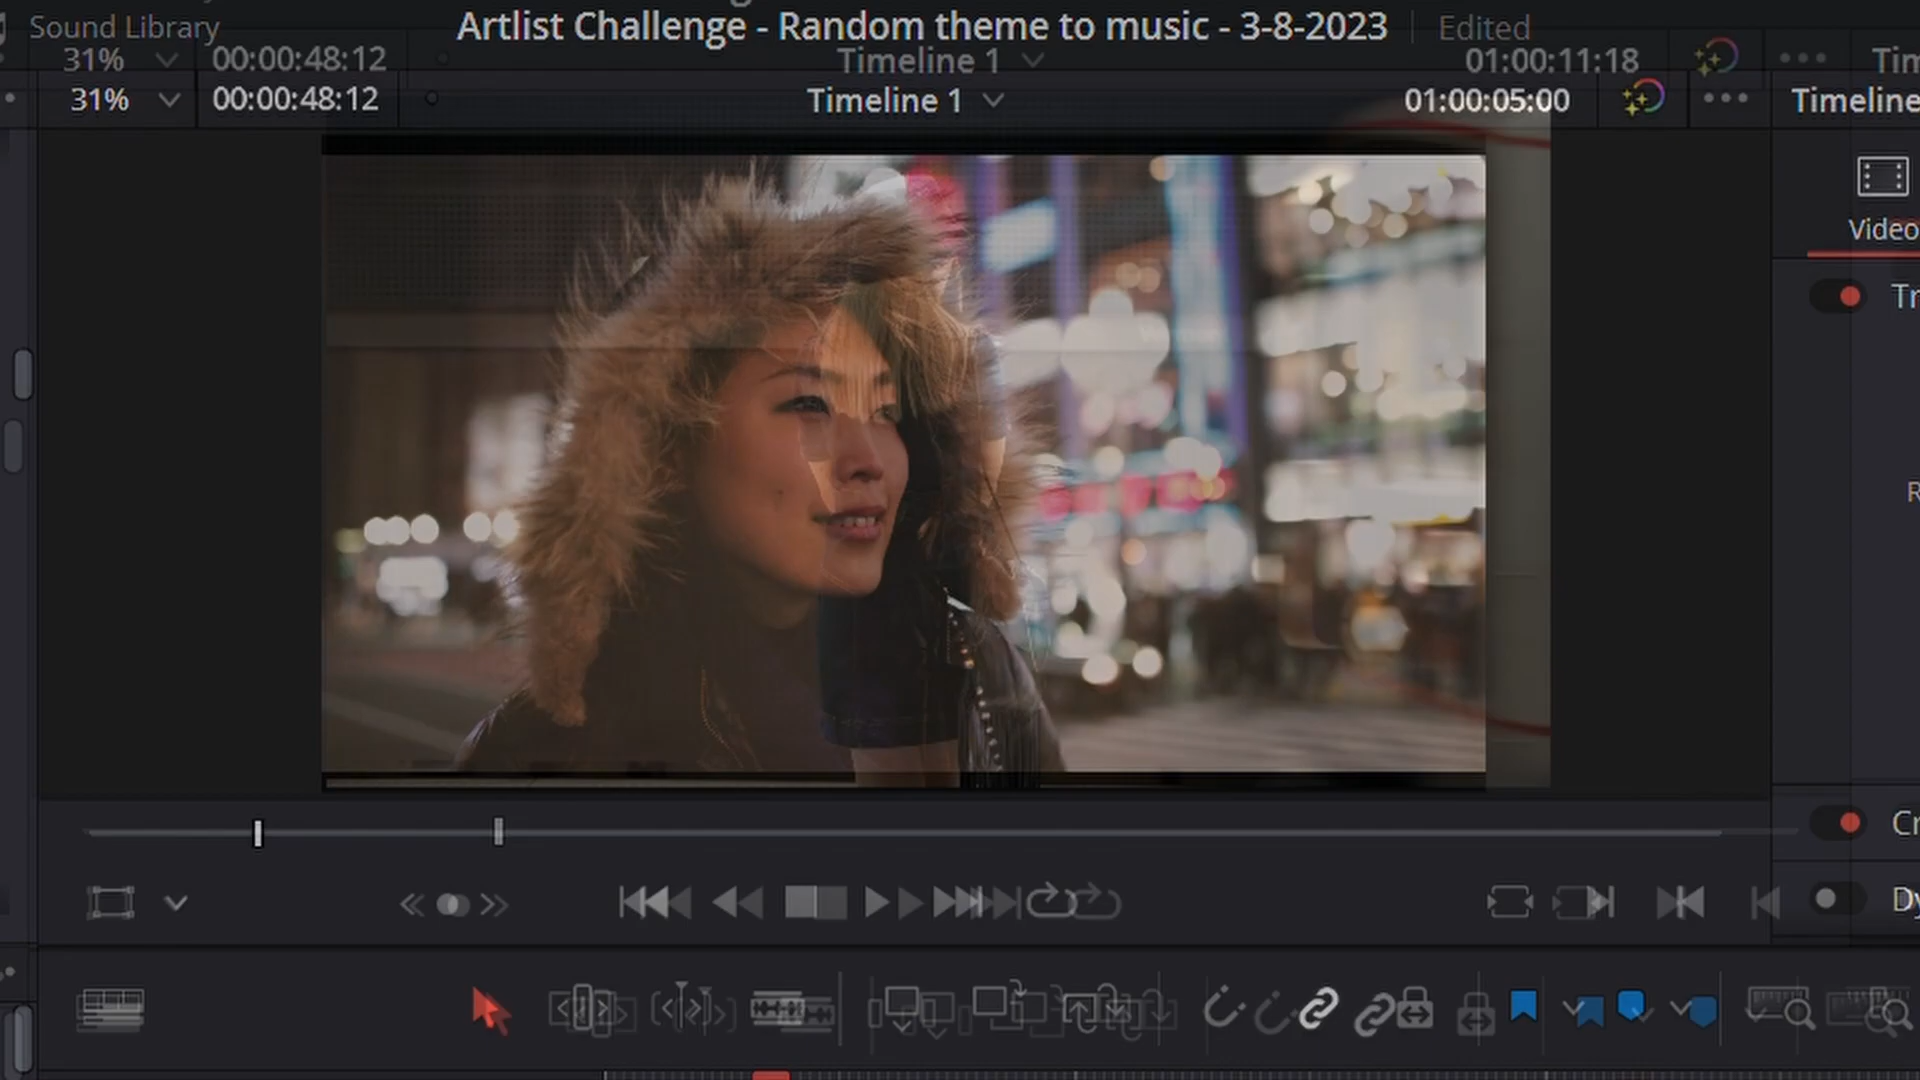 Artlist Challenge - Random theme to music - 3-8-2023
Edited
Sound Library
31%
00:00:48:12
Timeline 1
01:00:11:18
31%
00:00:48:12
Timeline 1
01:00:05:00
Timeline
Video